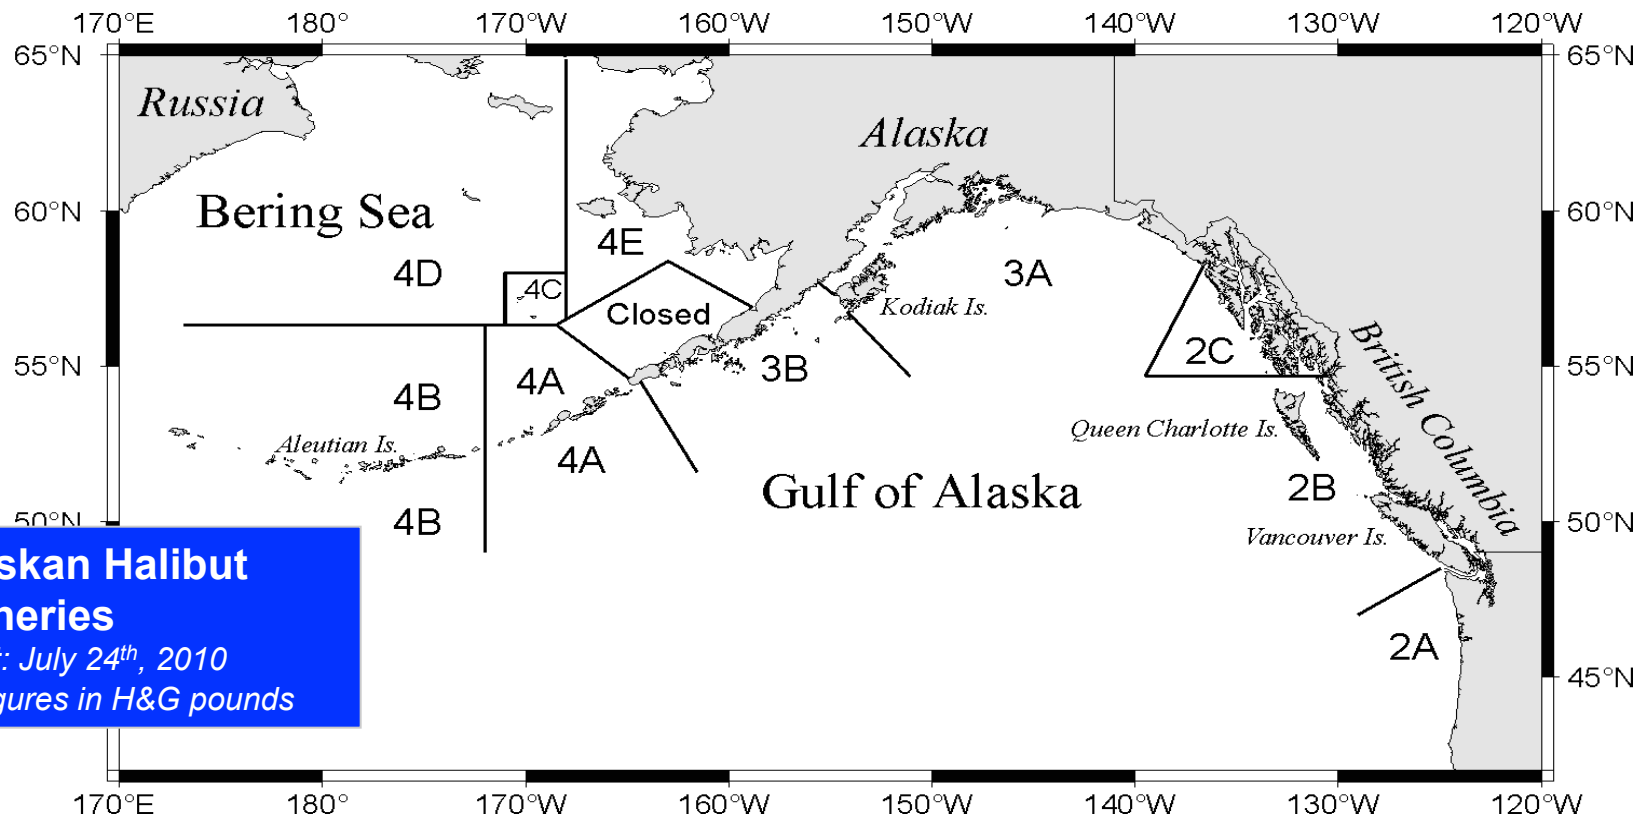 170°E 180° 170°W 160°W 150°W 140°W 130°W 120°W
65°N 65°N
Russia
Alaska
60°N Bering Sea 60°N
4E
4D 4C 3A
Closed Kodiak Is.
2C British Columbia
55°N 4A 3B 55°N
4B
Queen Charlotte Is.
Aleutian Is. 4A
Gulf of Alaska 2B
4B 50°N
Vancouver Is.
skan Halibut
neries
: July 24th, 2010
2A
gures in H&G pounds
45°N
170°E 180° 170°W 160°W 150°W 140°W 130°W 120°W